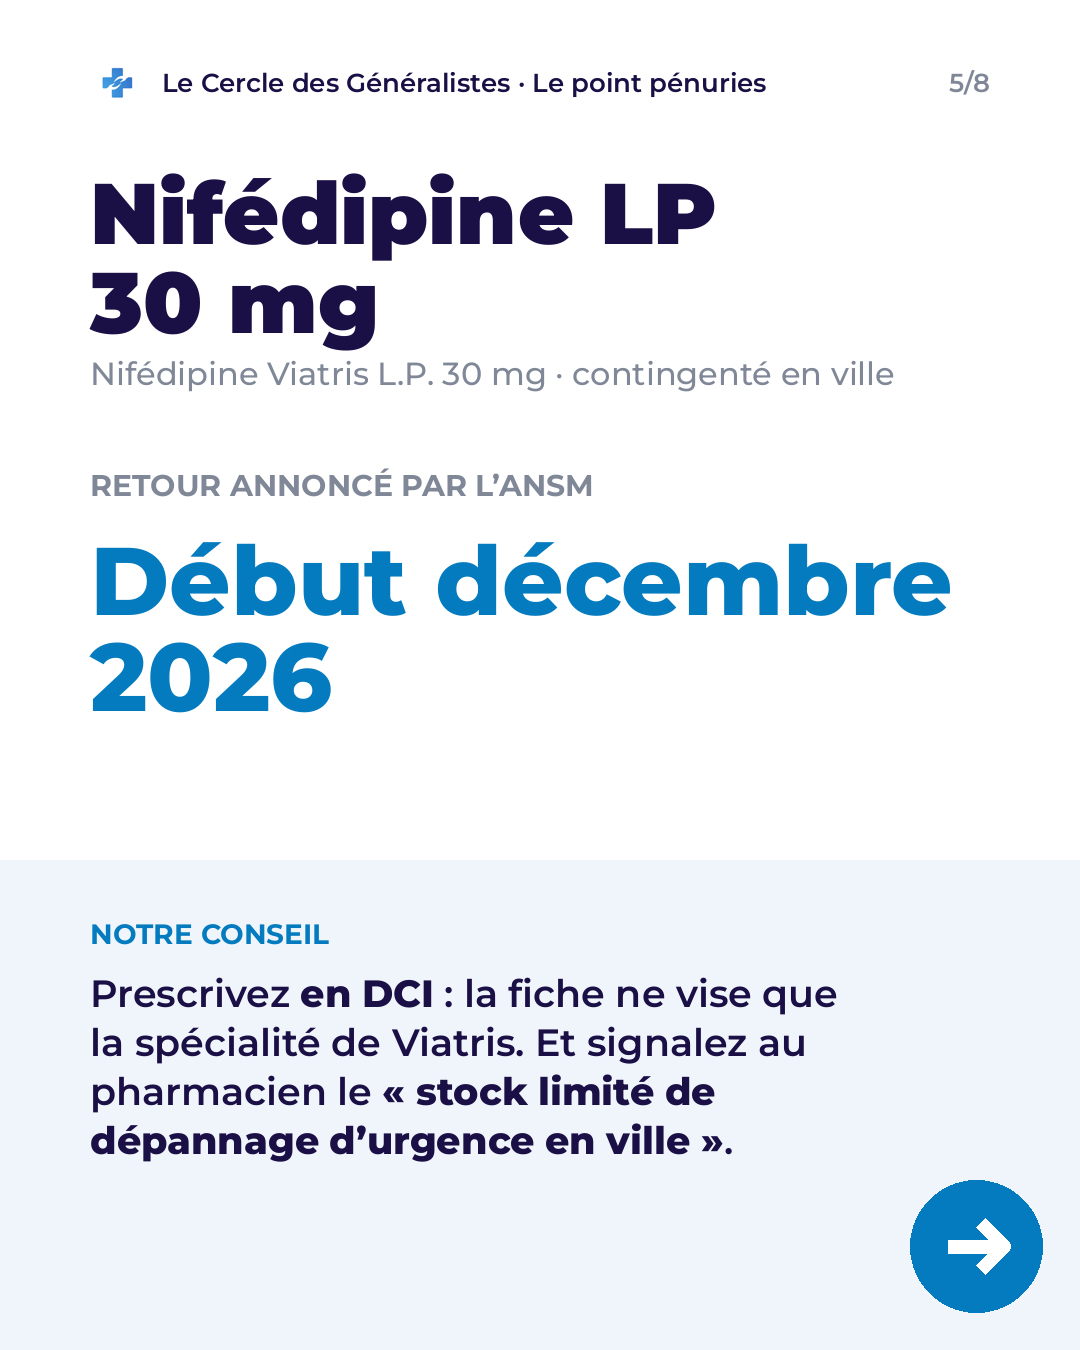 Le Cercle des Généralistes · Le point pénuries
5/8
Nifédipine LP
30 mg
Nifédipine Viatris L.P. 30 mg · contingenté en ville
RETOUR ANNONCÉ PAR L’ANSM
Début décembre
2026
NOTRE CONSEIL
Prescrivez en DCI : la fiche ne vise que
la spécialité de Viatris. Et signalez au
pharmacien le « stock limité de
dépannage d’urgence en ville ».